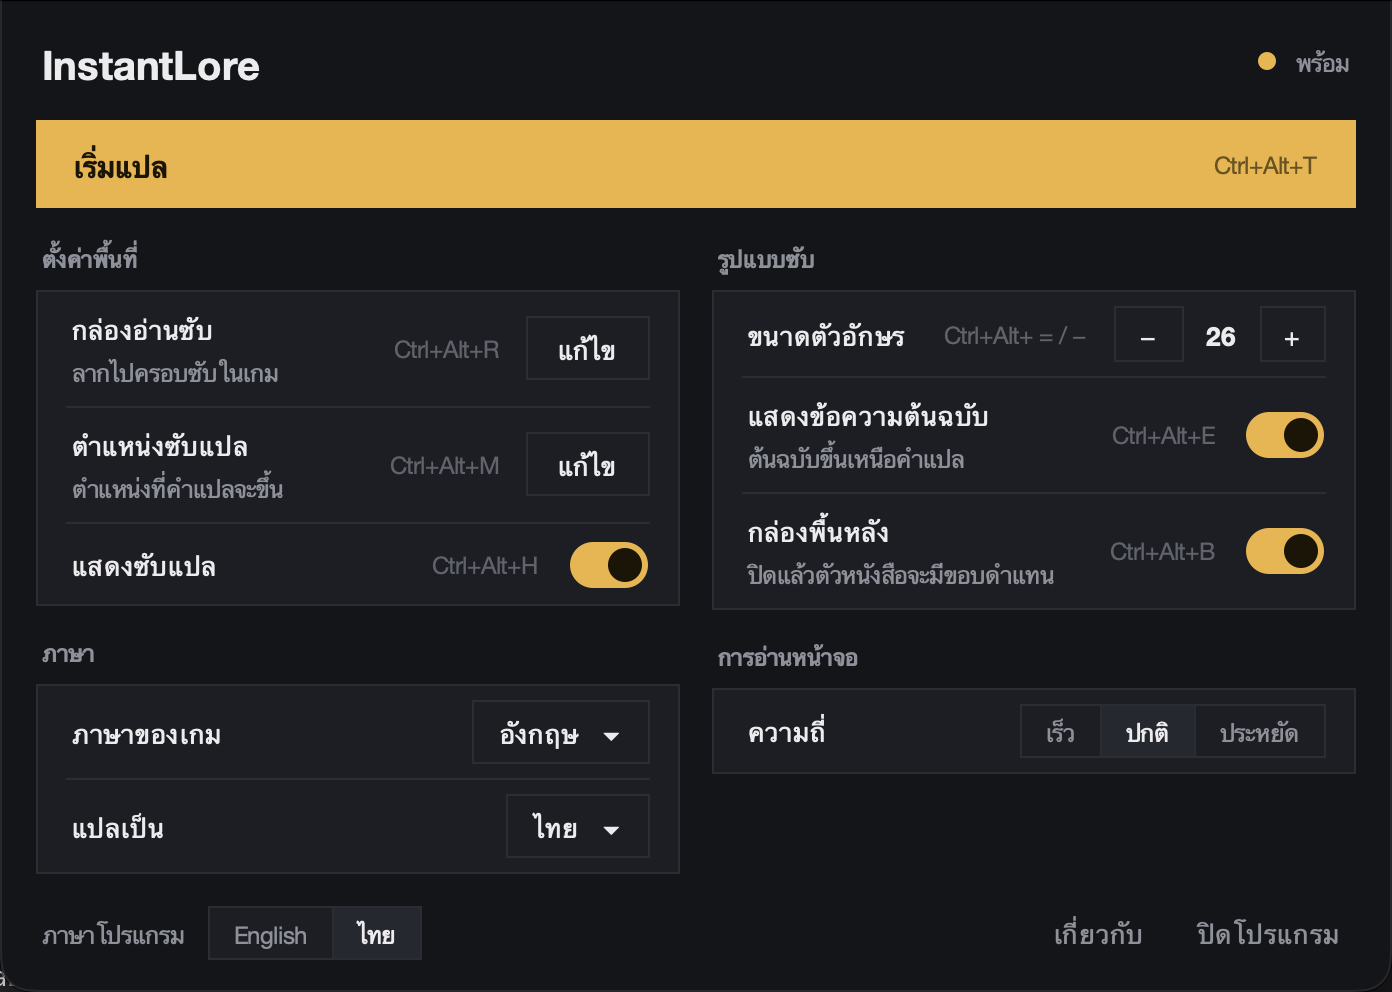 InstantLore
พร้อม
เริ่มแปล
Ctrl+Alt+T
ตั้งค่าพื้นที่
กล่องอ่านซับ
ลากไปครอบซับในเกม
Ctrl+Alt+R
แก้ไข
ตำแหน่งซับแปล
ตำแหน่งที่คำแปลจะขึ้น
Ctrl+Alt+M
แก้ไข
แสดงซับแปล
Ctrl+Alt+H
รูปแบบซับ
ขนาดตัวอักษร
Ctrl+Alt+ = / −
− 26 +
แสดงข้อความต้นฉบับ
ต้นฉบับขึ้นเหนือคำแปล
Ctrl+Alt+E
กล่องพื้นหลัง
ปิดแล้วตัวหนังสือจะมีขอบดำแทน
Ctrl+Alt+B
ภาษา
ภาษาของเกม
อังกฤษ
แปลเป็น
ไทย
การอ่านหน้าจอ
ความถี่
เร็ว
ปกติ
ประหยัด
ภาษาโปรแกรม
English
ไทย
เกี่ยวกับ
ปิดโปรแกรม